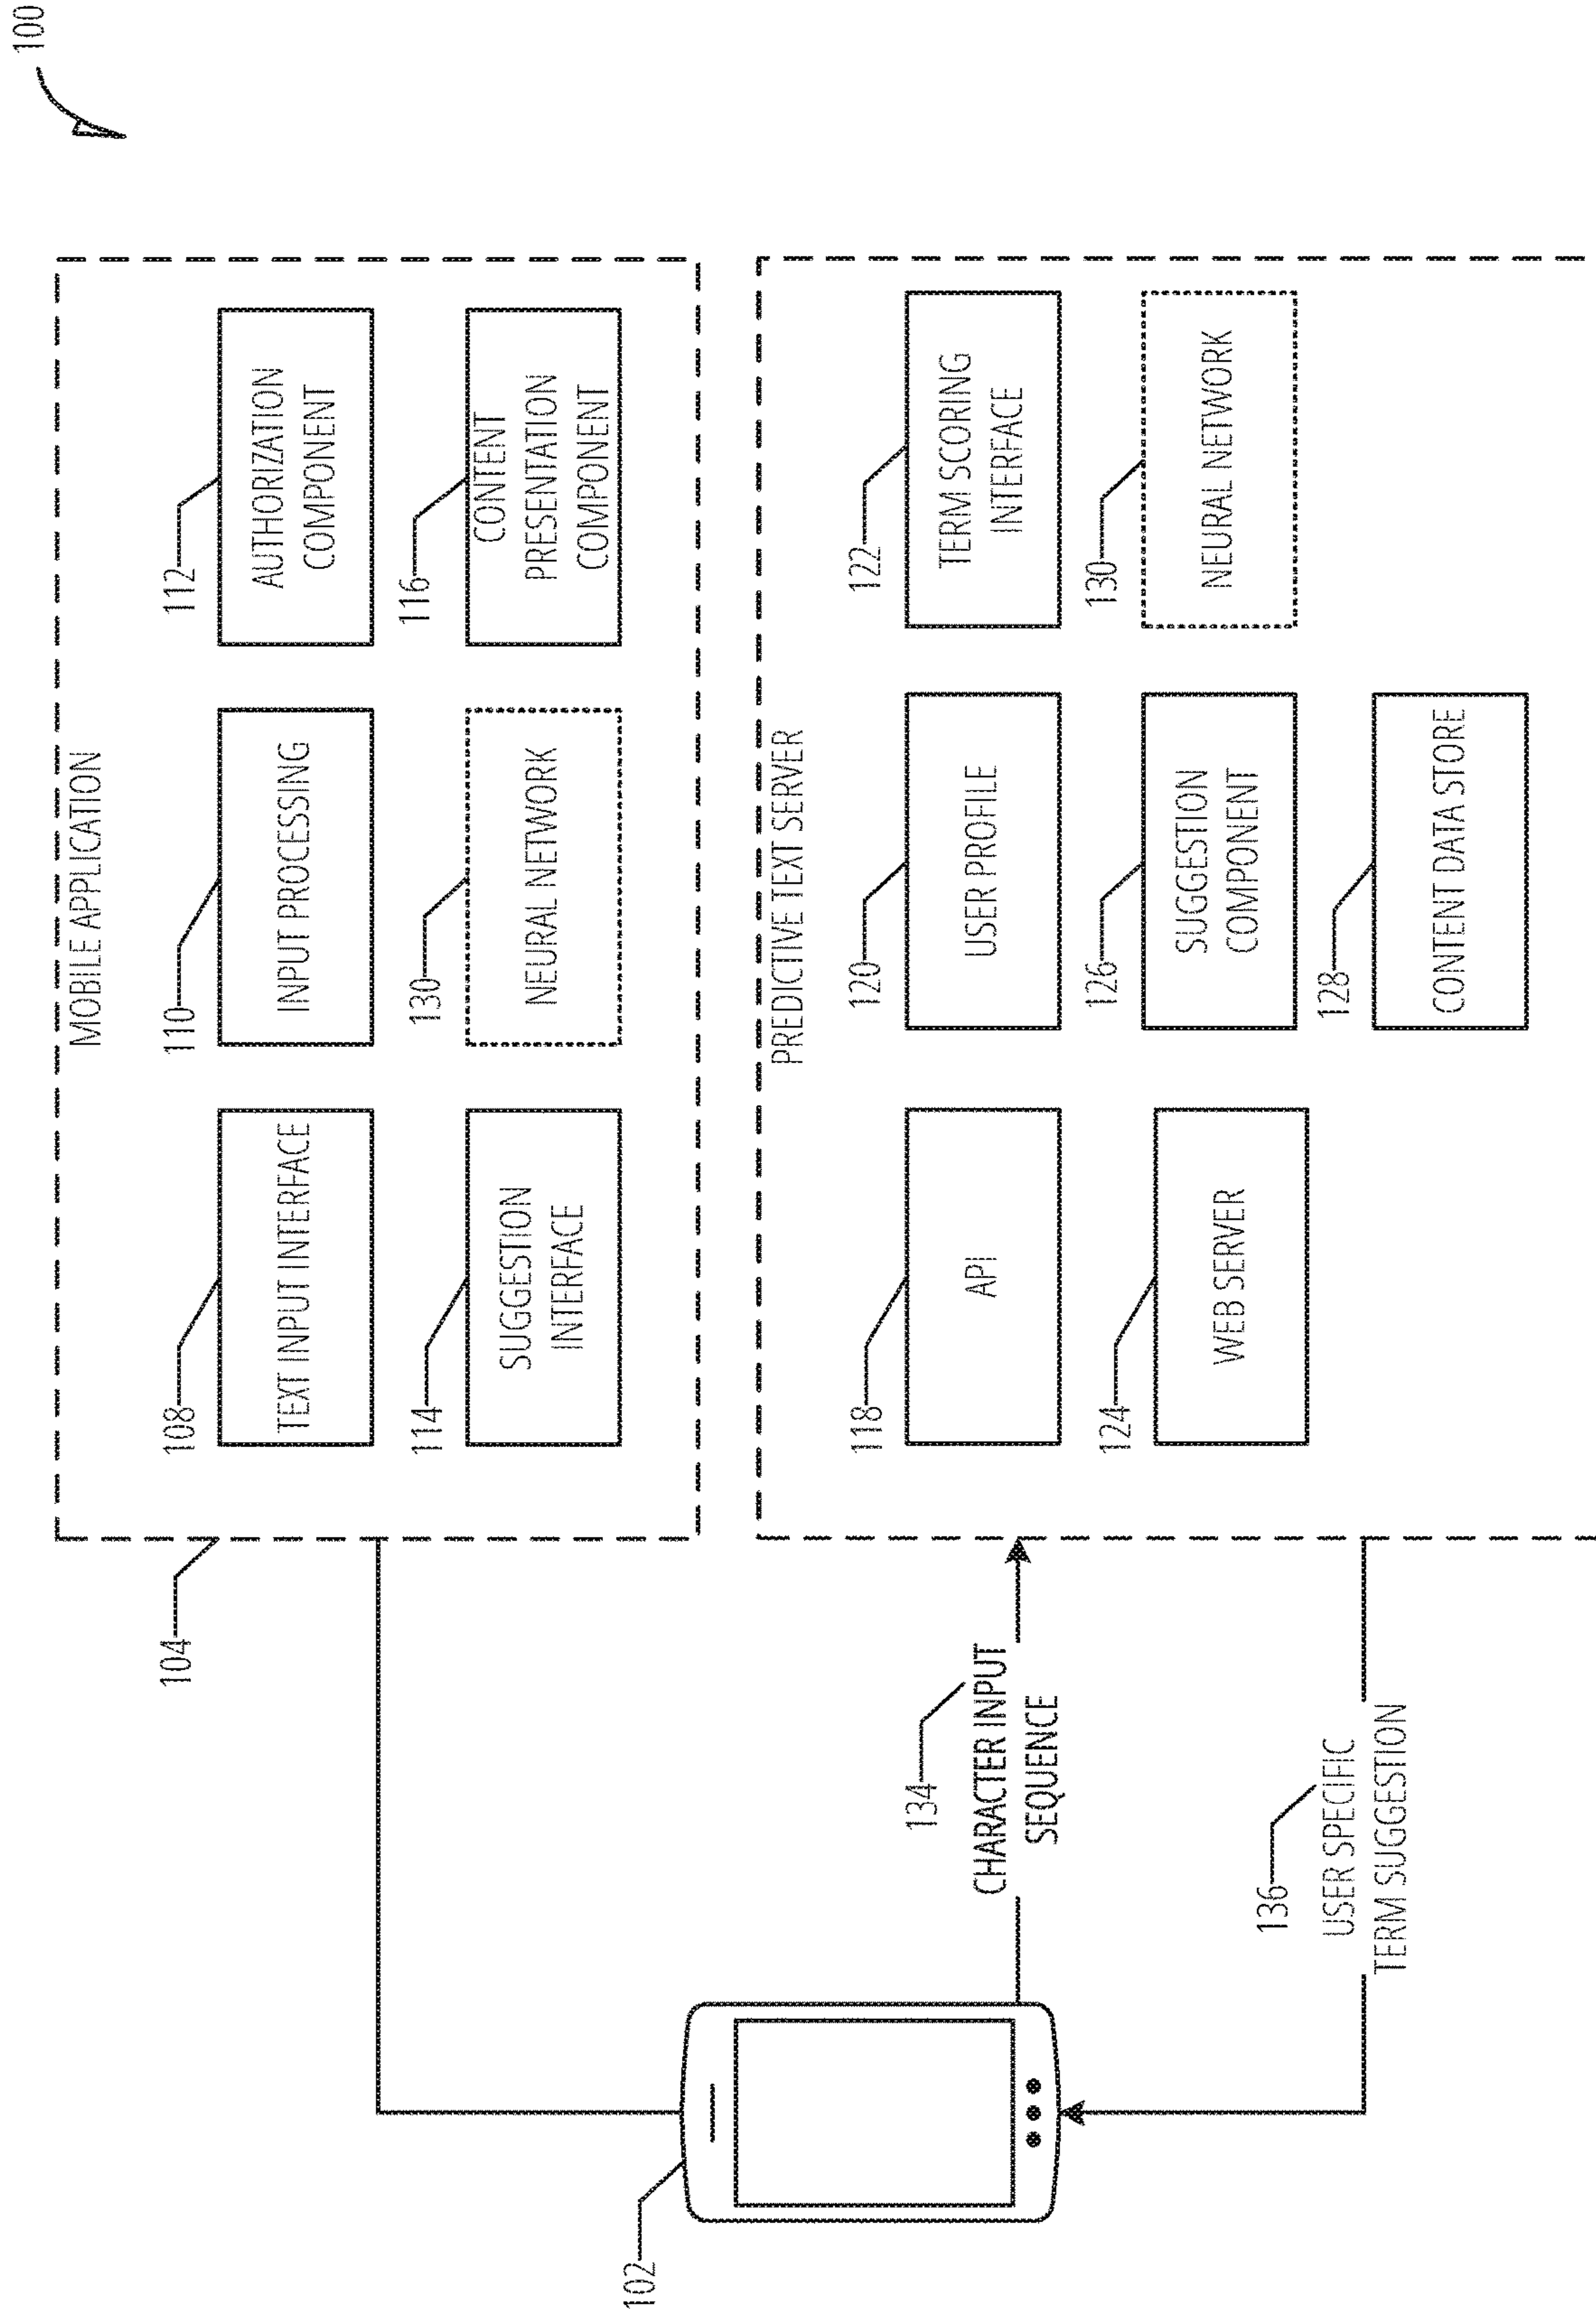 100
MOBILE APPLICATION
104
108
TEXT INPUT INTERFACE
110
INPUT PROCESSING
112
AUTHORIZATION
COMPONENT
114
SUGGESTION
INTERFACE
130
NEURAL NETWORK
116
CONTENT
PRESENTATION
COMPONENT
102
134
CHARACTER INPUT
SEQUENCE
136
USER SPECIFIC
TERM SUGGESTION
PREDICTIVE TEXT SERVER
118
API
120
USER PROFILE
122
TERM SCORING
INTERFACE
124
WEB SERVER
126
SUGGESTION
COMPONENT
130
NEURAL NETWORK
128
CONTENT DATA STORE